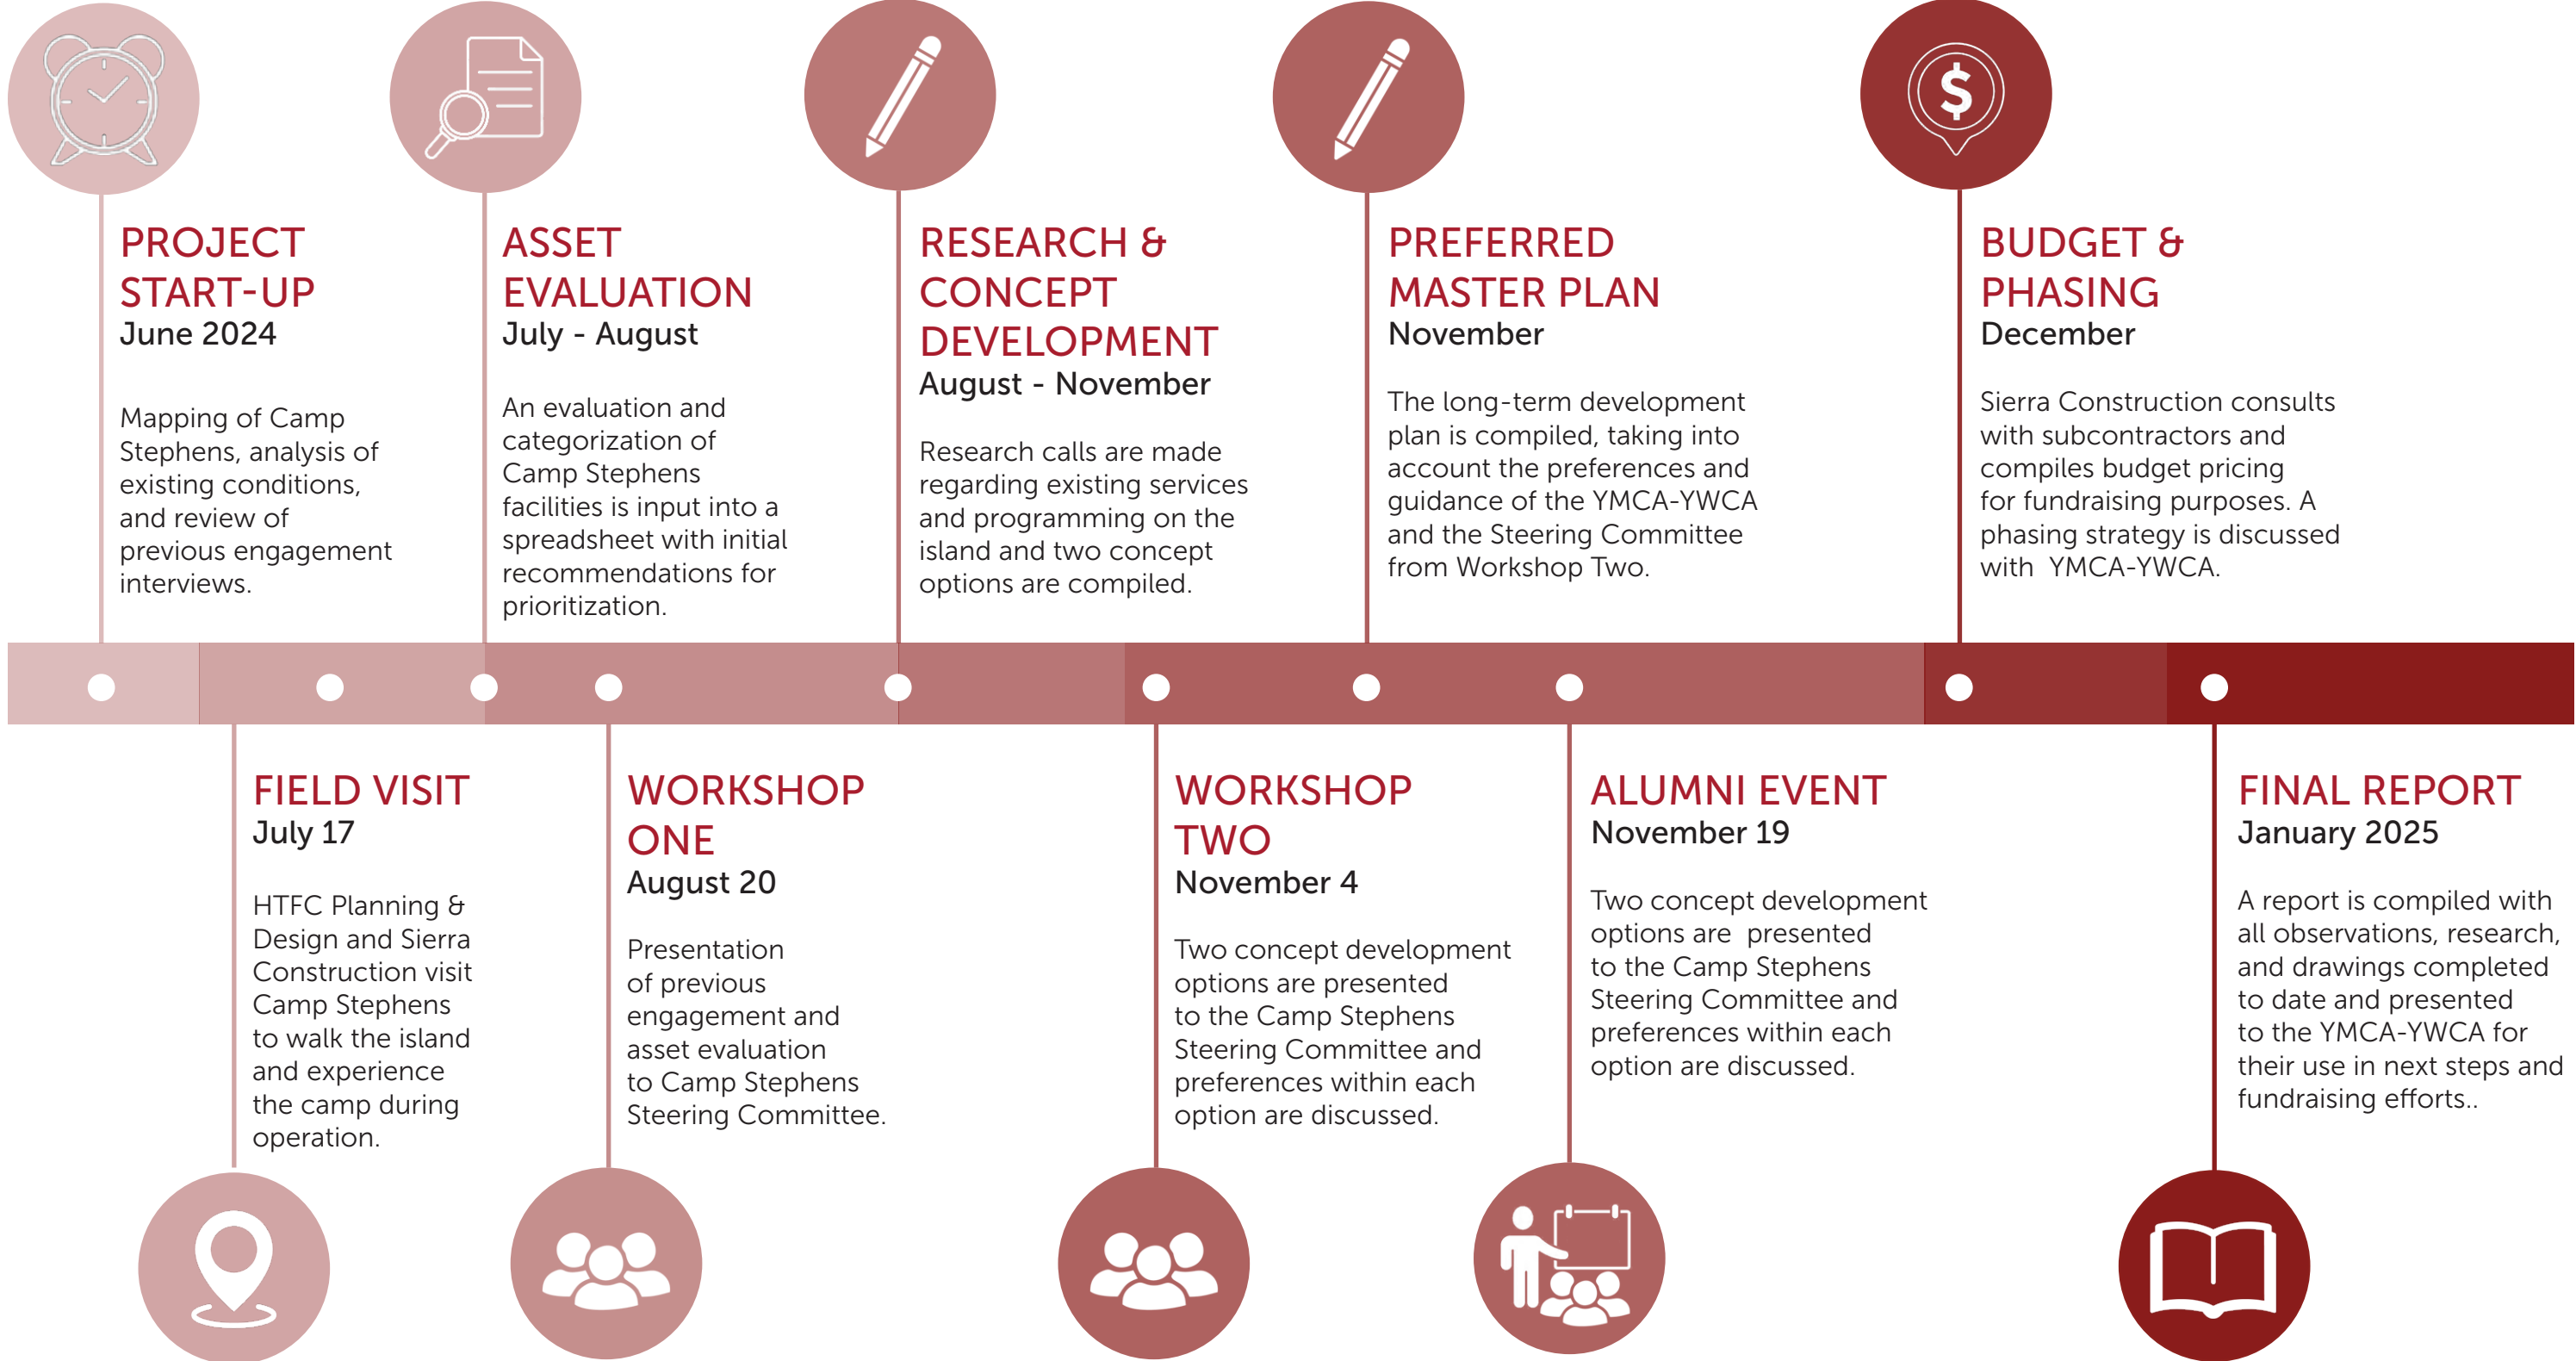 PROJECT
START-UP
June 2024
Mapping of Camp
Stephens, analysis of
existing conditions,
and review of
previous engagement
interviews.
ASSET
EVALUATION
July - August
An evaluation and
categorization of
Camp Stephens
facilities is input into a
spreadsheet with initial
recommendations for
prioritization.
RESEARCH &
CONCEPT
DEVELOPMENT
August - November
Research calls are made
regarding existing services
and programming on the
island and two concept
options are compiled.
PREFERRED
MASTER PLAN
November
The long-term development
plan is compiled, taking into
account the preferences and
guidance of the YMCA-YWCA
and the Steering Committee
from Workshop Two.
$
BUDGET &
PHASING
December
Sierra Construction consults
with subcontractors and
compiles budget pricing
for fundraising purposes. A
phasing strategy is discussed
with  YMCA-YWCA.
FIELD VISIT
July 17
HTFC Planning &
Design and Sierra
Construction visit
Camp Stephens
to walk the island
and experience
the camp during
operation.
WORKSHOP
ONE
August 20
Presentation
of previous
engagement and
asset evaluation
to Camp Stephens
Steering Committee.
WORKSHOP
TWO
November 4
Two concept development
options are presented
to the Camp Stephens
Steering Committee and
preferences within each
option are discussed.
ALUMNI EVENT
November 19
Two concept development
options are  presented
to the Camp Stephens
Steering Committee and
preferences within each
option are discussed.
FINAL REPORT
January 2025
A report is compiled with
all observations, research,
and drawings completed
to date and presented
to the YMCA-YWCA for
their use in next steps and
fundraising efforts..